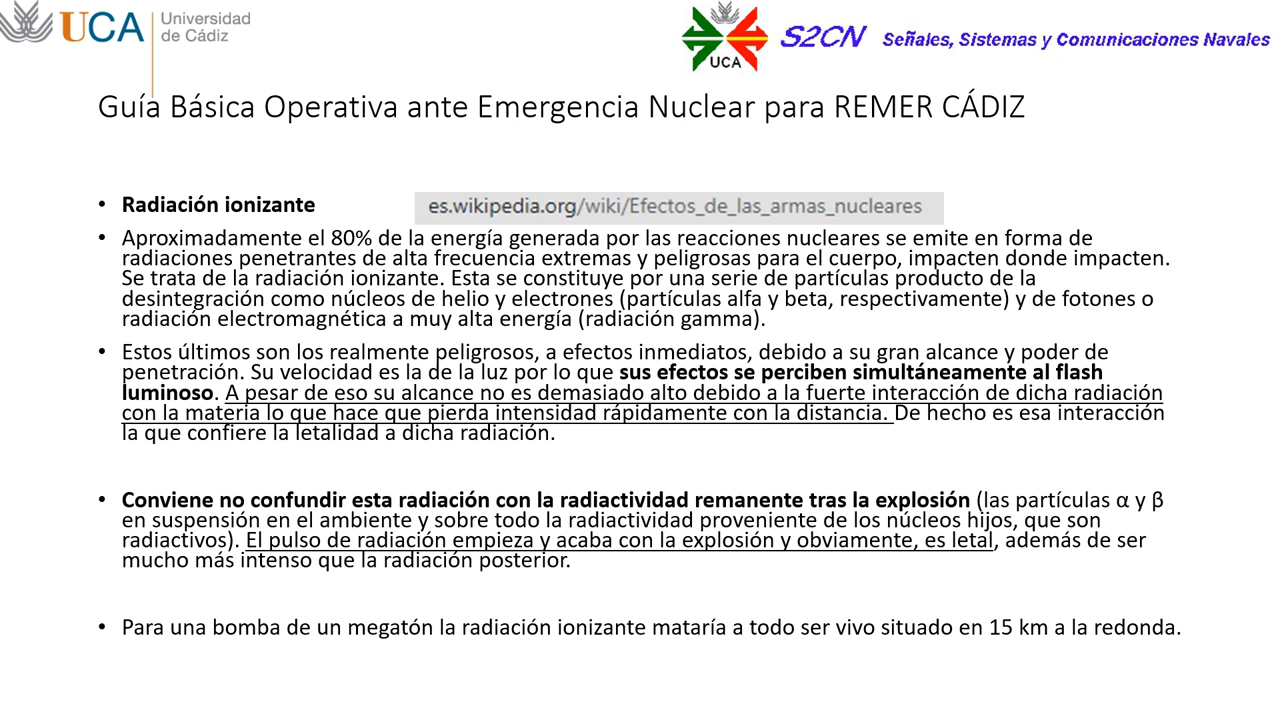 UCA
Universidad
de Cádiz
UCA
S2CN
Señales, Sistemas y Comunicaciones Navales
Guía Básica Operativa ante Emergencia Nuclear para REMER CÁDIZ
• Radiación ionizante
es.wikipedia.org/wiki/Efectos_de_las_armas_nucleares
• Aproximadamente el 80% de la energía generada por las reacciones nucleares se emite en forma de
radiaciones penetrantes de alta frecuencia extremas y peligrosas para el cuerpo, impacten donde impacten.
Se trata de la radiación ionizante. Esta se constituye por una serie de partículas producto de la
desintegración como núcleos de helio y electrones (partículas alfa y beta, respectivamente) y de fotones o
radiación electromagnética a muy alta energía (radiación gamma).
• Estos últimos son los realmente peligrosos, a efectos inmediatos, debido a su gran alcance y poder de
penetración. Su velocidad es la de la luz por lo que sus efectos se perciben simultáneamente al flash
luminoso. A pesar de eso su alcance no es demasiado alto debido a la fuerte interacción de dicha radiación
con la materia lo que hace que pierda intensidad rápidamente con la distancia. De hecho es esa interacción
la que confiere la letalidad a dicha radiación.
• Conviene no confundir esta radiación con la radiactividad remanente tras la explosión (las partículas α y β
en suspensión en el ambiente y sobre todo la radiactividad proveniente de los núcleos hijos, que son
radiactivos). El pulso de radiación empieza y acaba con la explosión y obviamente, es letal, además de ser
mucho más intenso que la radiación posterior.
• Para una bomba de un megatón la radiación ionizante mataría a todo ser vivo situado en 15 km a la redonda.